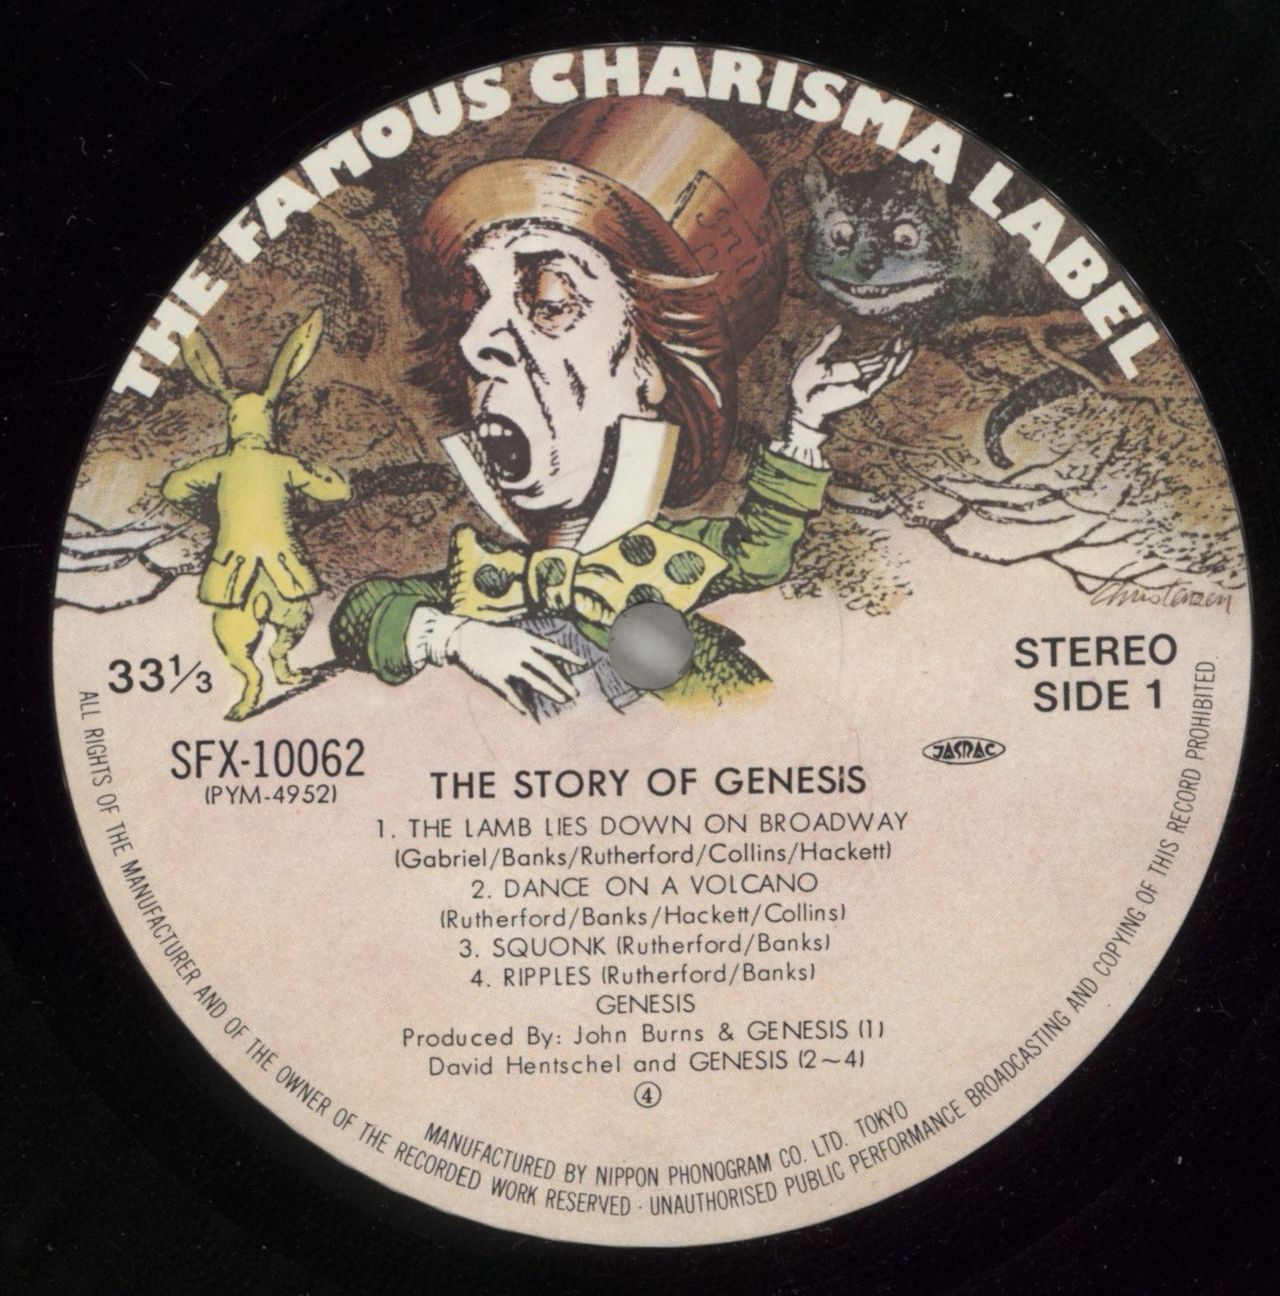 THE FAMOUS CHARISMA LABEL
33⅓
STEREO
SIDE 1
SFX-10062
(PYM-4952)
JASRAC
THE STORY OF GENESIS
1. THE LAMB LIES DOWN ON BROADWAY
(Gabriel/Banks/Rutherford/Collins/Hackett)
2. DANCE ON A VOLCANO
(Rutherford/Banks/Hackett/Collins)
3. SQUONK (Rutherford/Banks)
4. RIPPLES (Rutherford/Banks)
GENESIS
Produced By: John Burns & GENESIS (1)
David Hentschel and GENESIS (2~4)
④
MANUFACTURED BY NIPPON PHONOGRAM CO. LTD. TOKYO
ALL RIGHTS OF THE MANUFACTURER AND OF THE OWNER OF THE RECORDED WORK RESERVED · UNAUTHORISED PUBLIC PERFORMANCE BROADCASTING AND COPYING OF THIS RECORD PROHIBITED.
Christensen